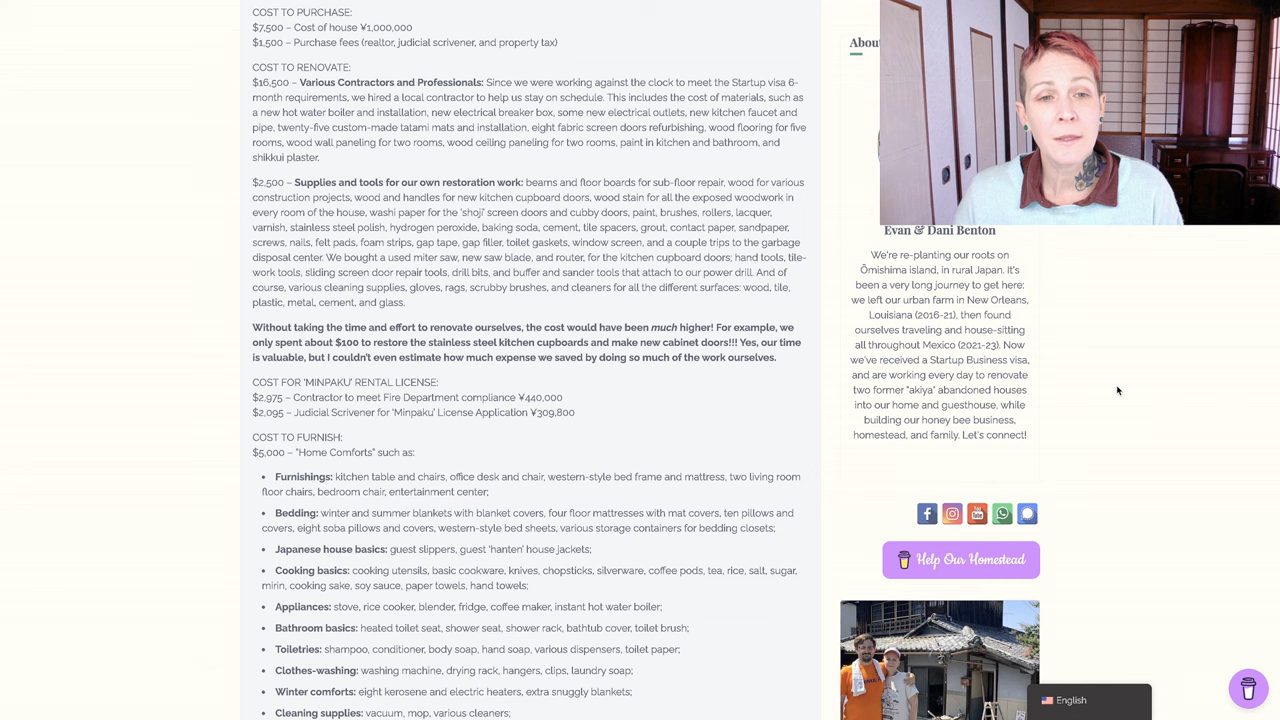 COST TO PURCHASE:
$7,500 – Cost of house ¥1,000,000
$1,500 – Purchase fees (realtor, judicial scrivener, and property tax)
COST TO RENOVATE:
$16,500 – Various Contractors and Professionals: Since we were working against the clock to meet the Startup visa 6-
month requirements, we hired a local contractor to help us stay on schedule. This includes the cost of materials, such as
a new hot water boiler and installation, new electrical breaker box, some new electrical outlets, new kitchen faucet and
pipe, twenty-five custom-made tatami mats and installation, eight fabric screen doors refurbishing, wood flooring for five
rooms, wood wall paneling for two rooms, wood ceiling paneling for two rooms, paint in kitchen and bathroom, and
shikkui plaster.
$2,500 – Supplies and tools for our own restoration work: beams and floor boards for sub-floor repair, wood for various
construction projects, wood and handles for new kitchen cupboard doors, wood stain for all the exposed woodwork in
every room of the house, washi paper for the 'shoji' screen doors and cubby doors, paint, brushes, rollers, lacquer,
varnish, stainless steel polish, hydrogen peroxide, baking soda, cement, tile spacers, grout, contact paper, sandpaper,
screws, nails, felt pads, foam strips, gap tape, gap filler, toilet gaskets, window screen, and a couple trips to the garbage
disposal center. We bought a used miter saw, new saw blade, and router, for the kitchen cupboard doors; hand tools, tile-
work tools, sliding screen door repair tools, drill bits, and buffer and sander tools that attach to our power drill. And of
course, various cleaning supplies, gloves, rags, scrubby brushes, and cleaners for all the different surfaces: wood, tile,
plastic, metal, cement, and glass.
Without taking the time and effort to renovate ourselves, the cost would have been much higher! For example, we
only spent about $100 to restore the stainless steel kitchen cupboards and make new cabinet doors!!! Yes, our time
is valuable, but I couldn't even estimate how much expense we saved by doing so much of the work ourselves.
COST FOR 'MINPAKU' RENTAL LICENSE:
$2,975 – Contractor to meet Fire Department compliance ¥440,000
$2,095 – Judicial Scrivener for 'Minpaku' License Application ¥309,800
COST TO FURNISH:
$5,000 – "Home Comforts" such as:
• Furnishings: kitchen table and chairs, office desk and chair, western-style bed frame and mattress, two living room
floor chairs, bedroom chair, entertainment center;
• Bedding: winter and summer blankets with blanket covers, four floor mattresses with mat covers, ten pillows and
covers, eight soba pillows and covers, western-style bed sheets, various storage containers for bedding closets;
• Japanese house basics: guest slippers, guest 'hanten' house jackets;
• Cooking basics: cooking utensils, basic cookware, knives, chopsticks, silverware, coffee pods, tea, rice, salt, sugar,
mirin, cooking sake, soy sauce, paper towels, hand towels;
• Appliances: stove, rice cooker, blender, fridge, coffee maker, instant hot water boiler;
• Bathroom basics: heated toilet seat, shower seat, shower rack, bathtub cover, toilet brush;
• Toiletries: shampoo, conditioner, body soap, hand soap, various dispensers, toilet paper;
• Clothes-washing: washing machine, drying rack, hangers, clips, laundry soap;
• Winter comforts: eight kerosene and electric heaters, extra snuggly blankets;
• Cleaning supplies: vacuum, mop, various cleaners;
Abou
Evan & Dani Benton
We're re-planting our roots on
Ōmishima island, in rural Japan. It's
been a very long journey to get here:
we left our urban farm in New Orleans,
Louisiana (2016-21), then found
ourselves traveling and house-sitting
all throughout Mexico (2021-23). Now
we've received a Startup Business visa,
and are working every day to renovate
two former "akiya" abandoned houses
into our home and guesthouse, while
building our honey bee business,
homestead, and family. Let's connect!
Help Our Homestead
English